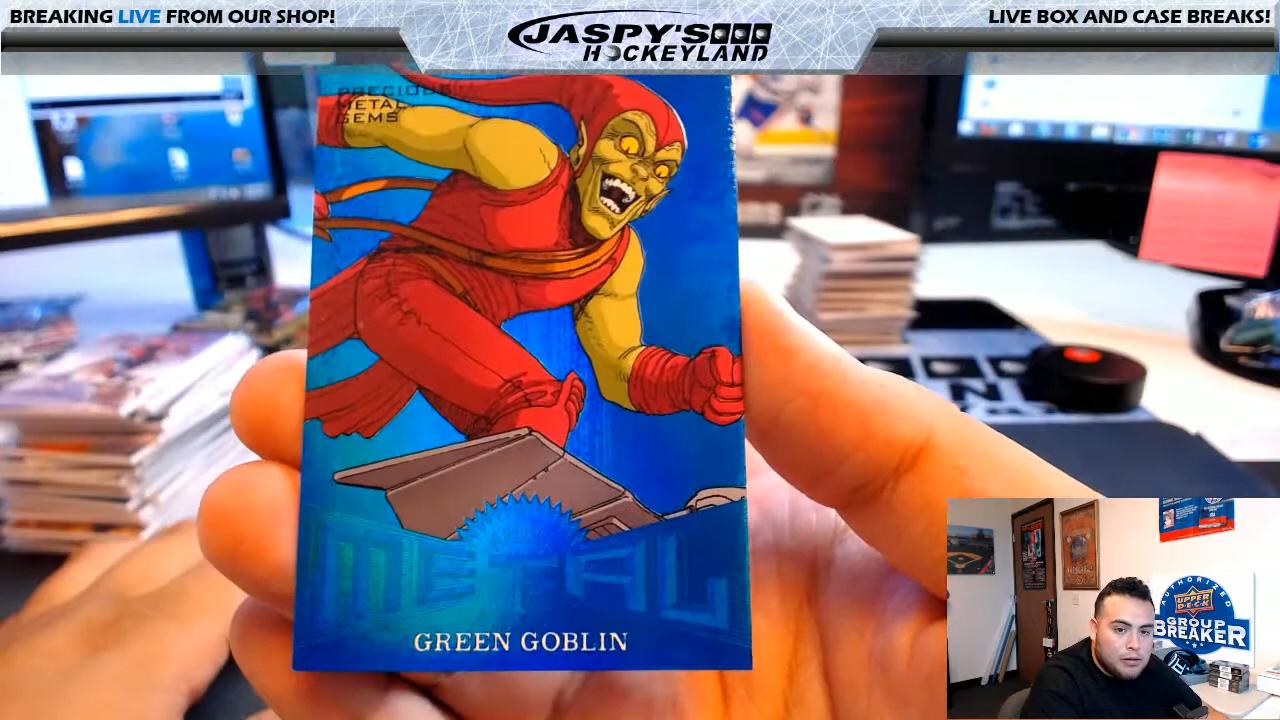 BREAKING LIVE FROM OUR SHOP!
JASPY'S
HOCKEYLAND
LIVE BOX AND CASE BREAKS!
PRECIOUS
METAL
GEMS
METAL
GREEN GOBLIN
AUTHORIZED
UPPER
DECK
GROUP
BREAKER